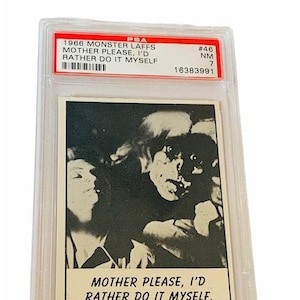 PSA
1966 MONSTER LAFFS #46
MOTHER PLEASE, I'D NM
RATHER DO IT MYSELF 7
16383991
MOTHER PLEASE, I'D
RATHER DO IT MYSELF.